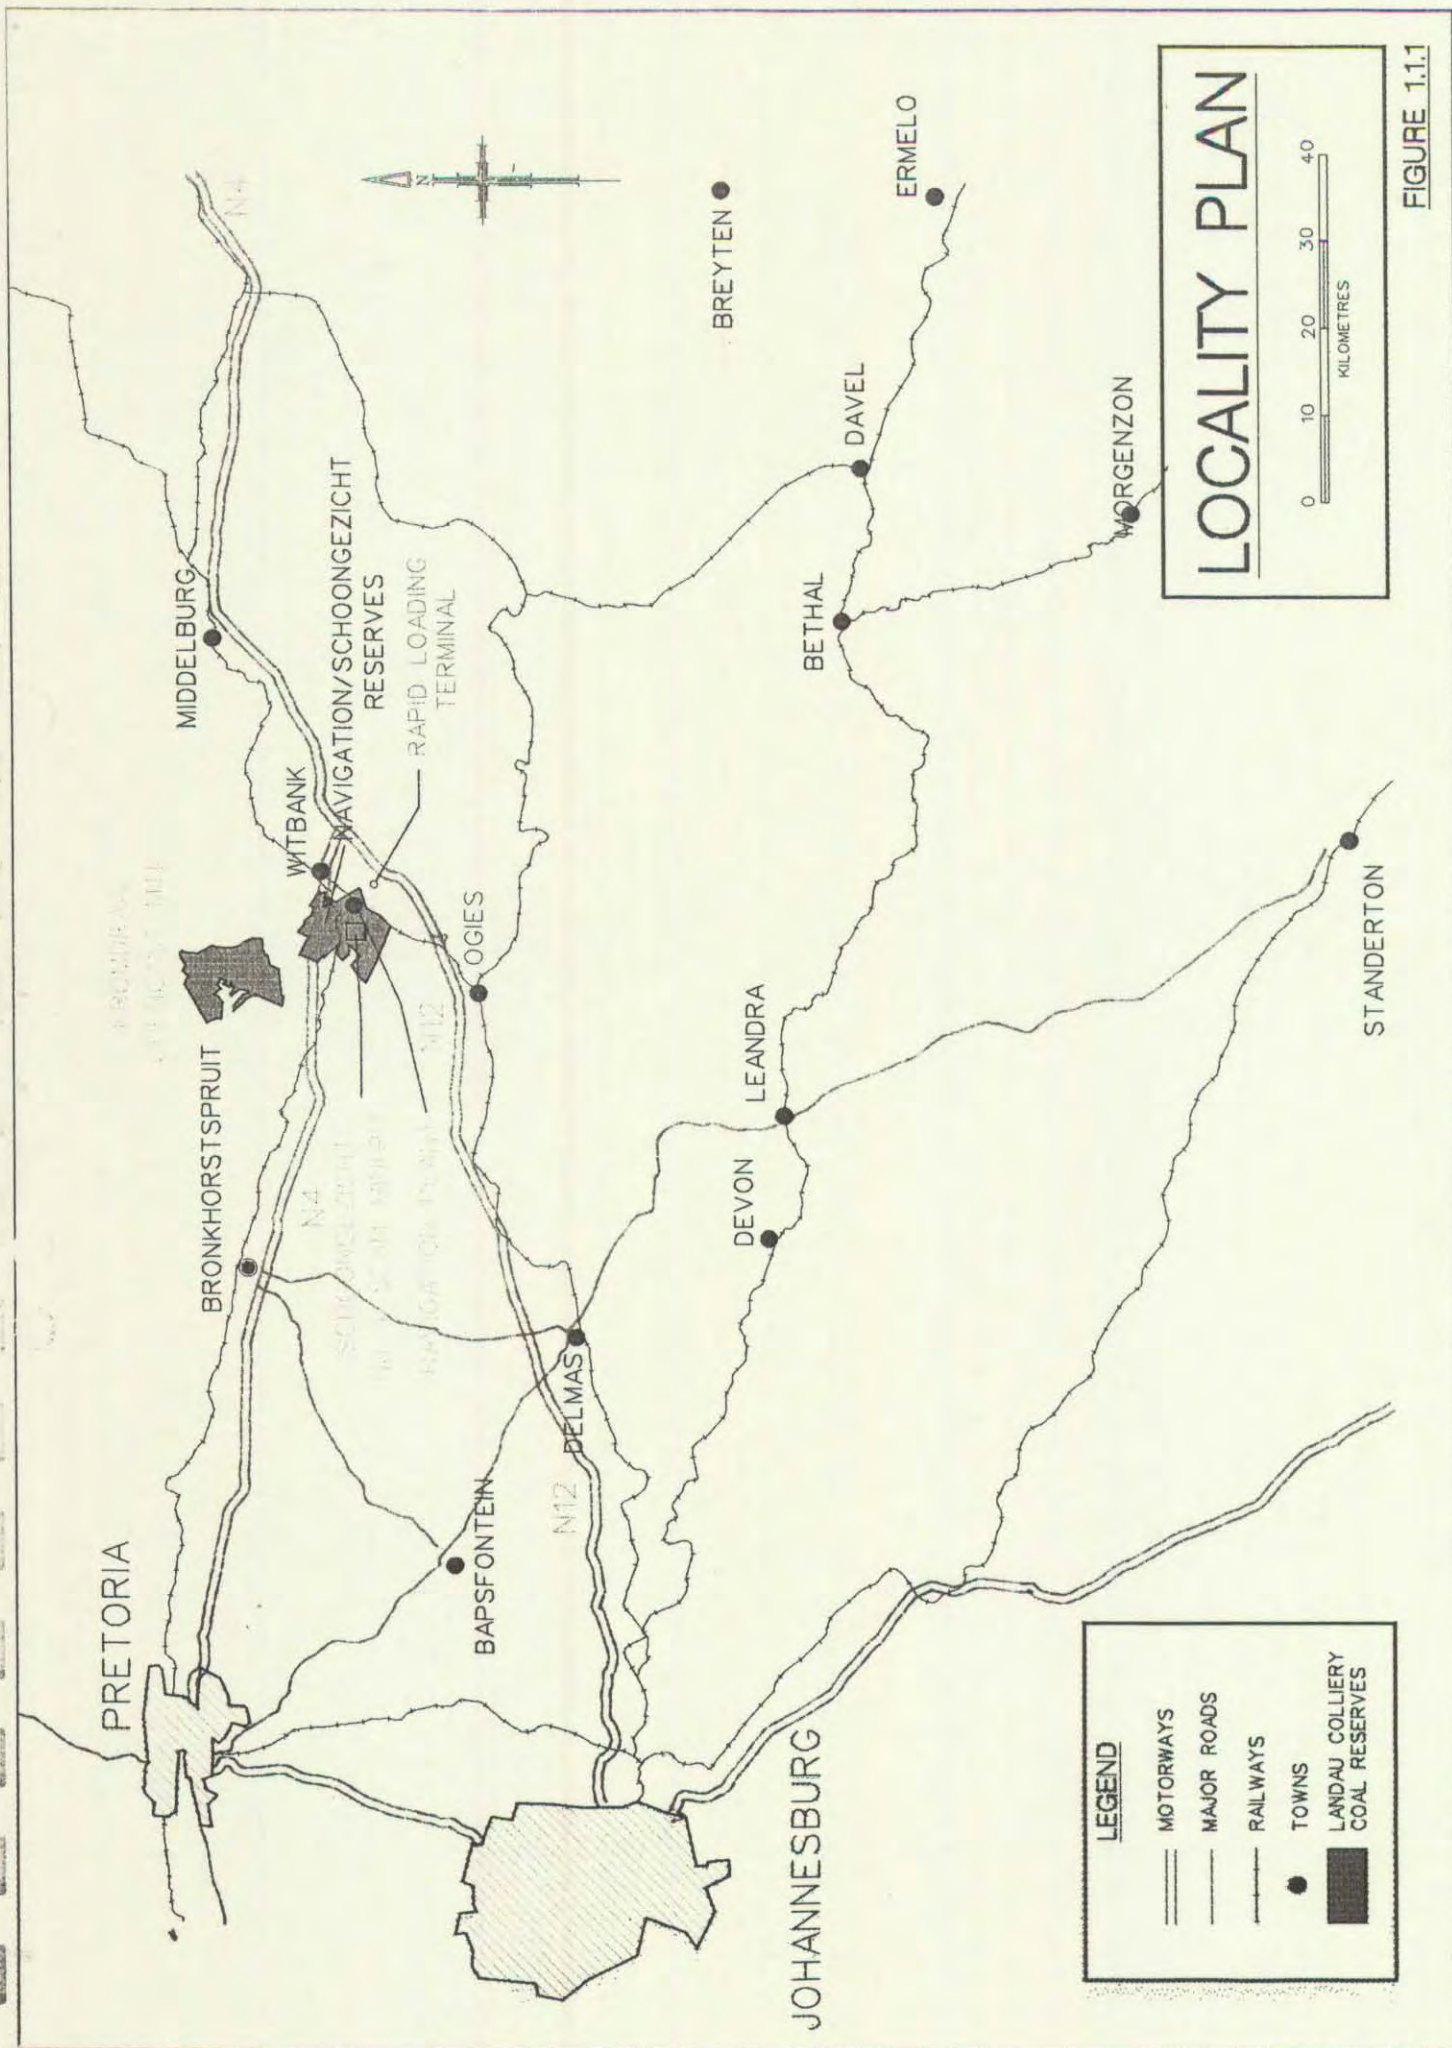 PRETORIA
BRONKHORSTSPRUIT
MIDDELBURG
WITBANK
N4
N4
NAVIGATION/SCHOONGEZICHT
RESERVES
RAPID LOADING
TERMINAL
N
N12
OGIES
BAPSFONTEIN
N12
DELMAS
JOHANNESBURG
DEVON
LEANDRA
BETHAL
DAVEL
BREYTEN
ERMELO
MORGENZON
STANDERTON
LEGEND
MOTORWAYS
MAJOR ROADS
RAILWAYS
TOWNS
LANDAU COLLIERY
COAL RESERVES
LOCALITY PLAN
0 10 20 30 40
KILOMETRES
FIGURE 1.1.1